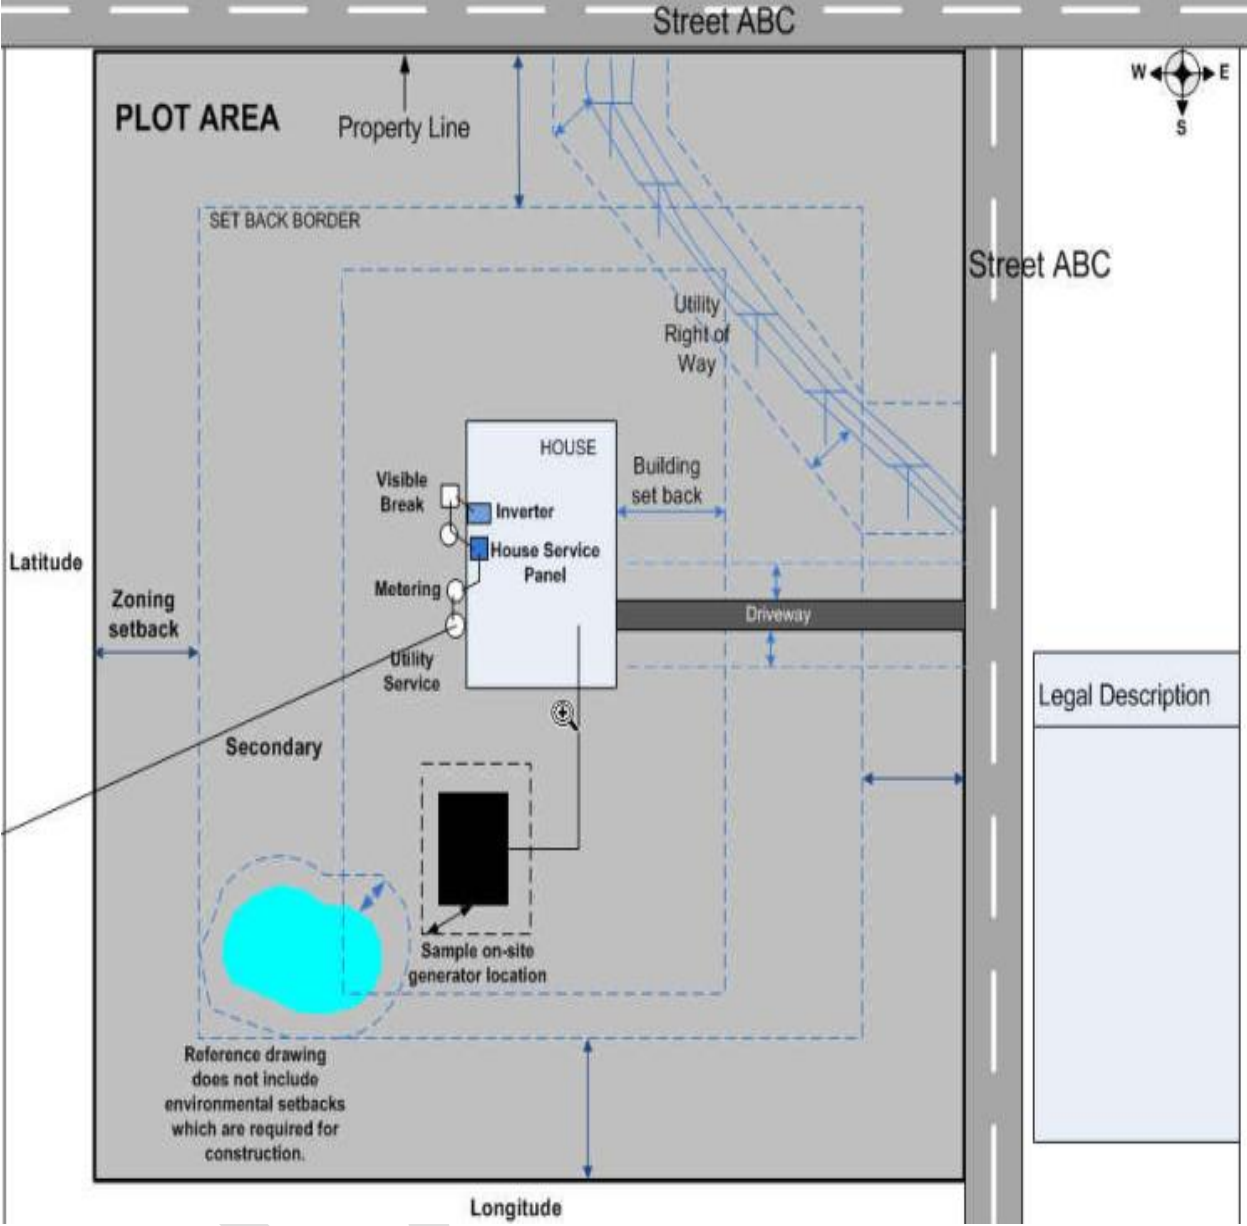 Street ABC
W E
S
PLOT AREA
Property Line
SET BACK BORDER
Street ABC
Utility
Right of
Way
HOUSE
Visible
Break
Building
set back
Inverter
House Service
Panel
Latitude
Metering
Zoning
setback
Driveway
Utility
Service
Legal Description
Secondary
Sample on-site
generator location
Reference drawing
does not include
environmental setbacks
which are required for
construction.
Longitude